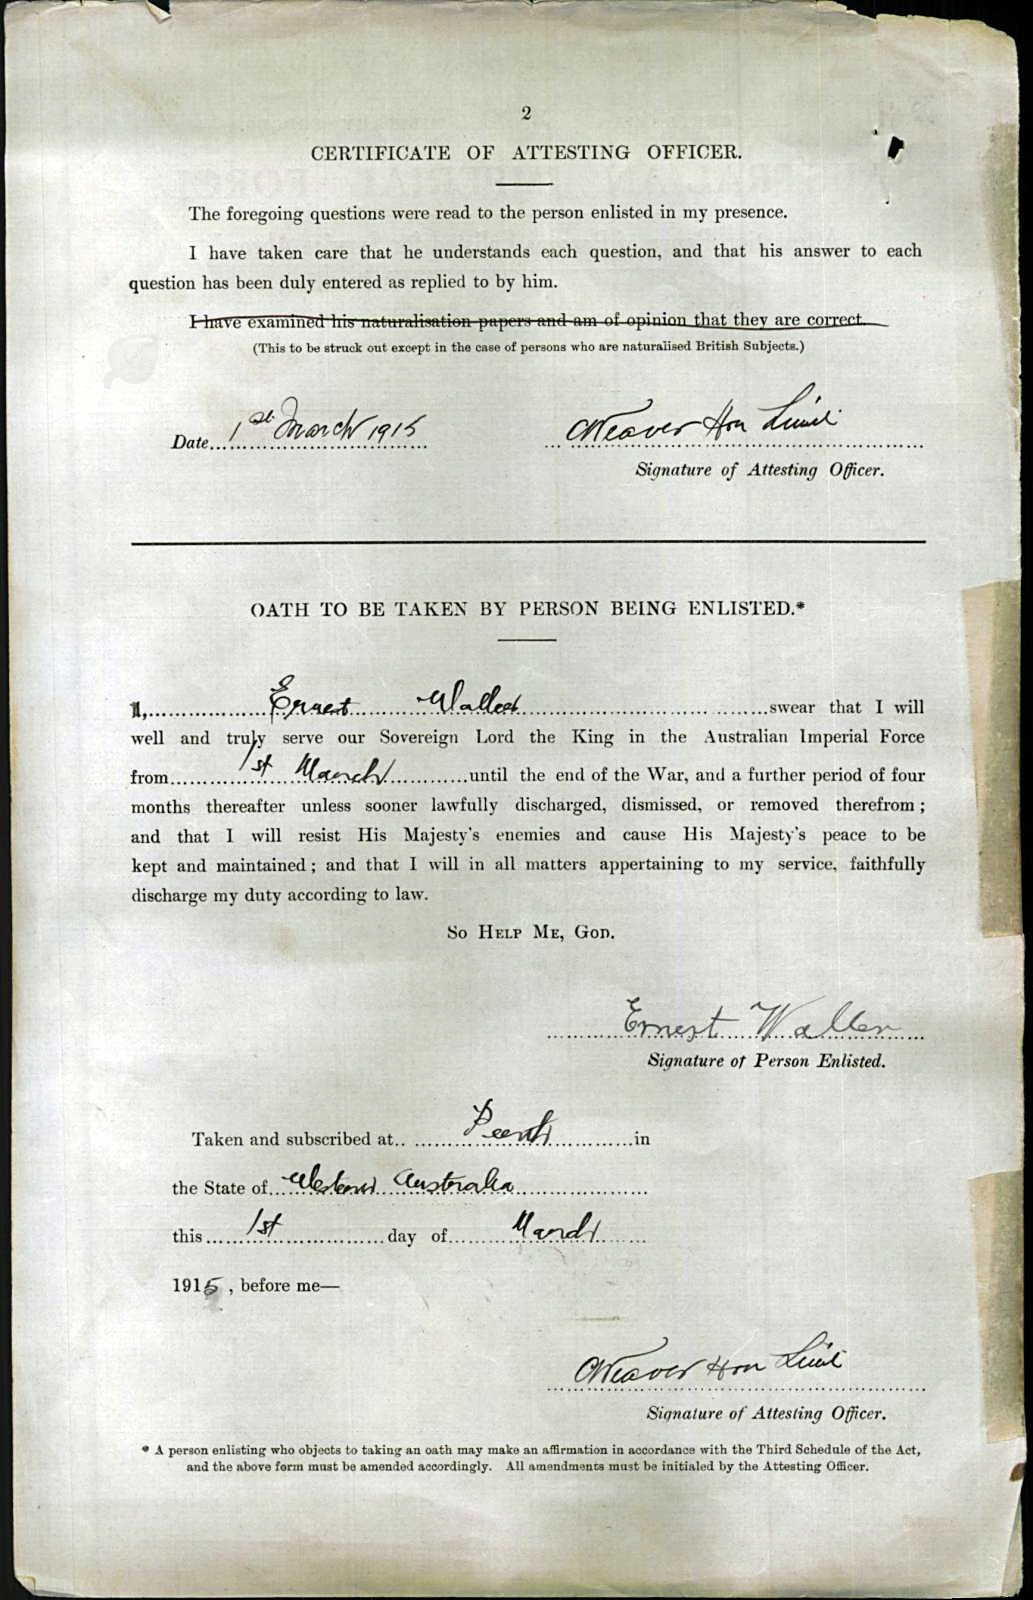 2
CERTIFICATE OF ATTESTING OFFICER.
The foregoing questions were read to the person enlisted in my presence.
I have taken care that he understands each question, and that his answer to each
question has been duly entered as replied to by him.
I have examined his naturalisation papers and am of opinion that they are correct.
(This to be struck out except in the case of persons who are naturalised British Subjects.)
Date 1st March 1915 CWeaver Hon Lieut
Signature of Attesting Officer.
OATH TO BE TAKEN BY PERSON BEING ENLISTED.*
I, Ernest Waller swear that I will
well and truly serve our Sovereign Lord the King in the Australian Imperial Force
from 1st March until the end of the War, and a further period of four
months thereafter unless sooner lawfully discharged, dismissed, or removed therefrom;
and that I will resist His Majesty's enemies and cause His Majesty's peace to be
kept and maintained; and that I will in all matters appertaining to my service, faithfully
discharge my duty according to law.
So Help Me, God.
Ernest Waller
Signature of Person Enlisted.
Taken and subscribed at Perth in
the State of Western Australia
this 1st day of March
1915, before me—
CWeaver Hon Lieut
Signature of Attesting Officer.
* A person enlisting who objects to taking an oath may make an affirmation in accordance with the Third Schedule of the Act,
and the above form must be amended accordingly. All amendments must be initialed by the Attesting Officer.